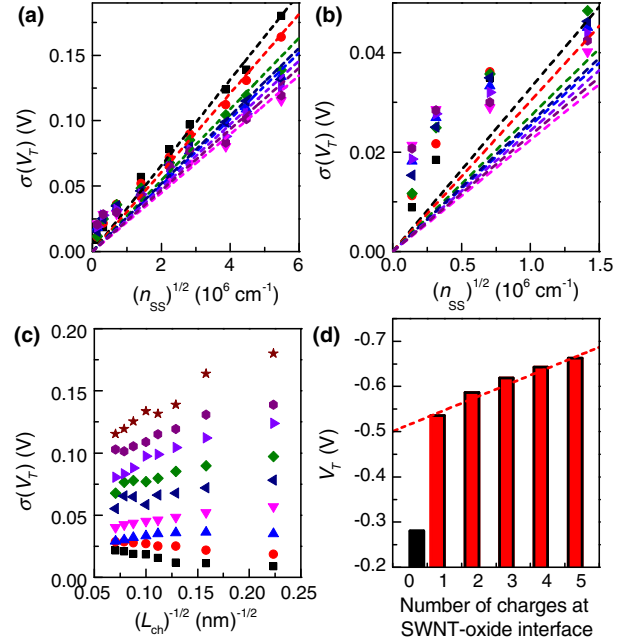 (a)
σ(V_T) (V)
0.15
0.10
0.05
0.00
0 2 4 6
(n_SS)^1/2 (10^6 cm^-1)
(b)
σ(V_T) (V)
0.04
0.02
0.00
0.0 0.5 1.0 1.5
(n_SS)^1/2 (10^6 cm^-1)
(c)
σ(V_T) (V)
0.20
0.15
0.10
0.05
0.00
0.05 0.10 0.15 0.20 0.25
(L_ch)^-1/2 (nm)^-1/2
(d)
V_T (V)
-0.7
-0.6
-0.5
-0.3
-0.2
0 1 2 3 4 5
Number of charges at
SWNT-oxide interface